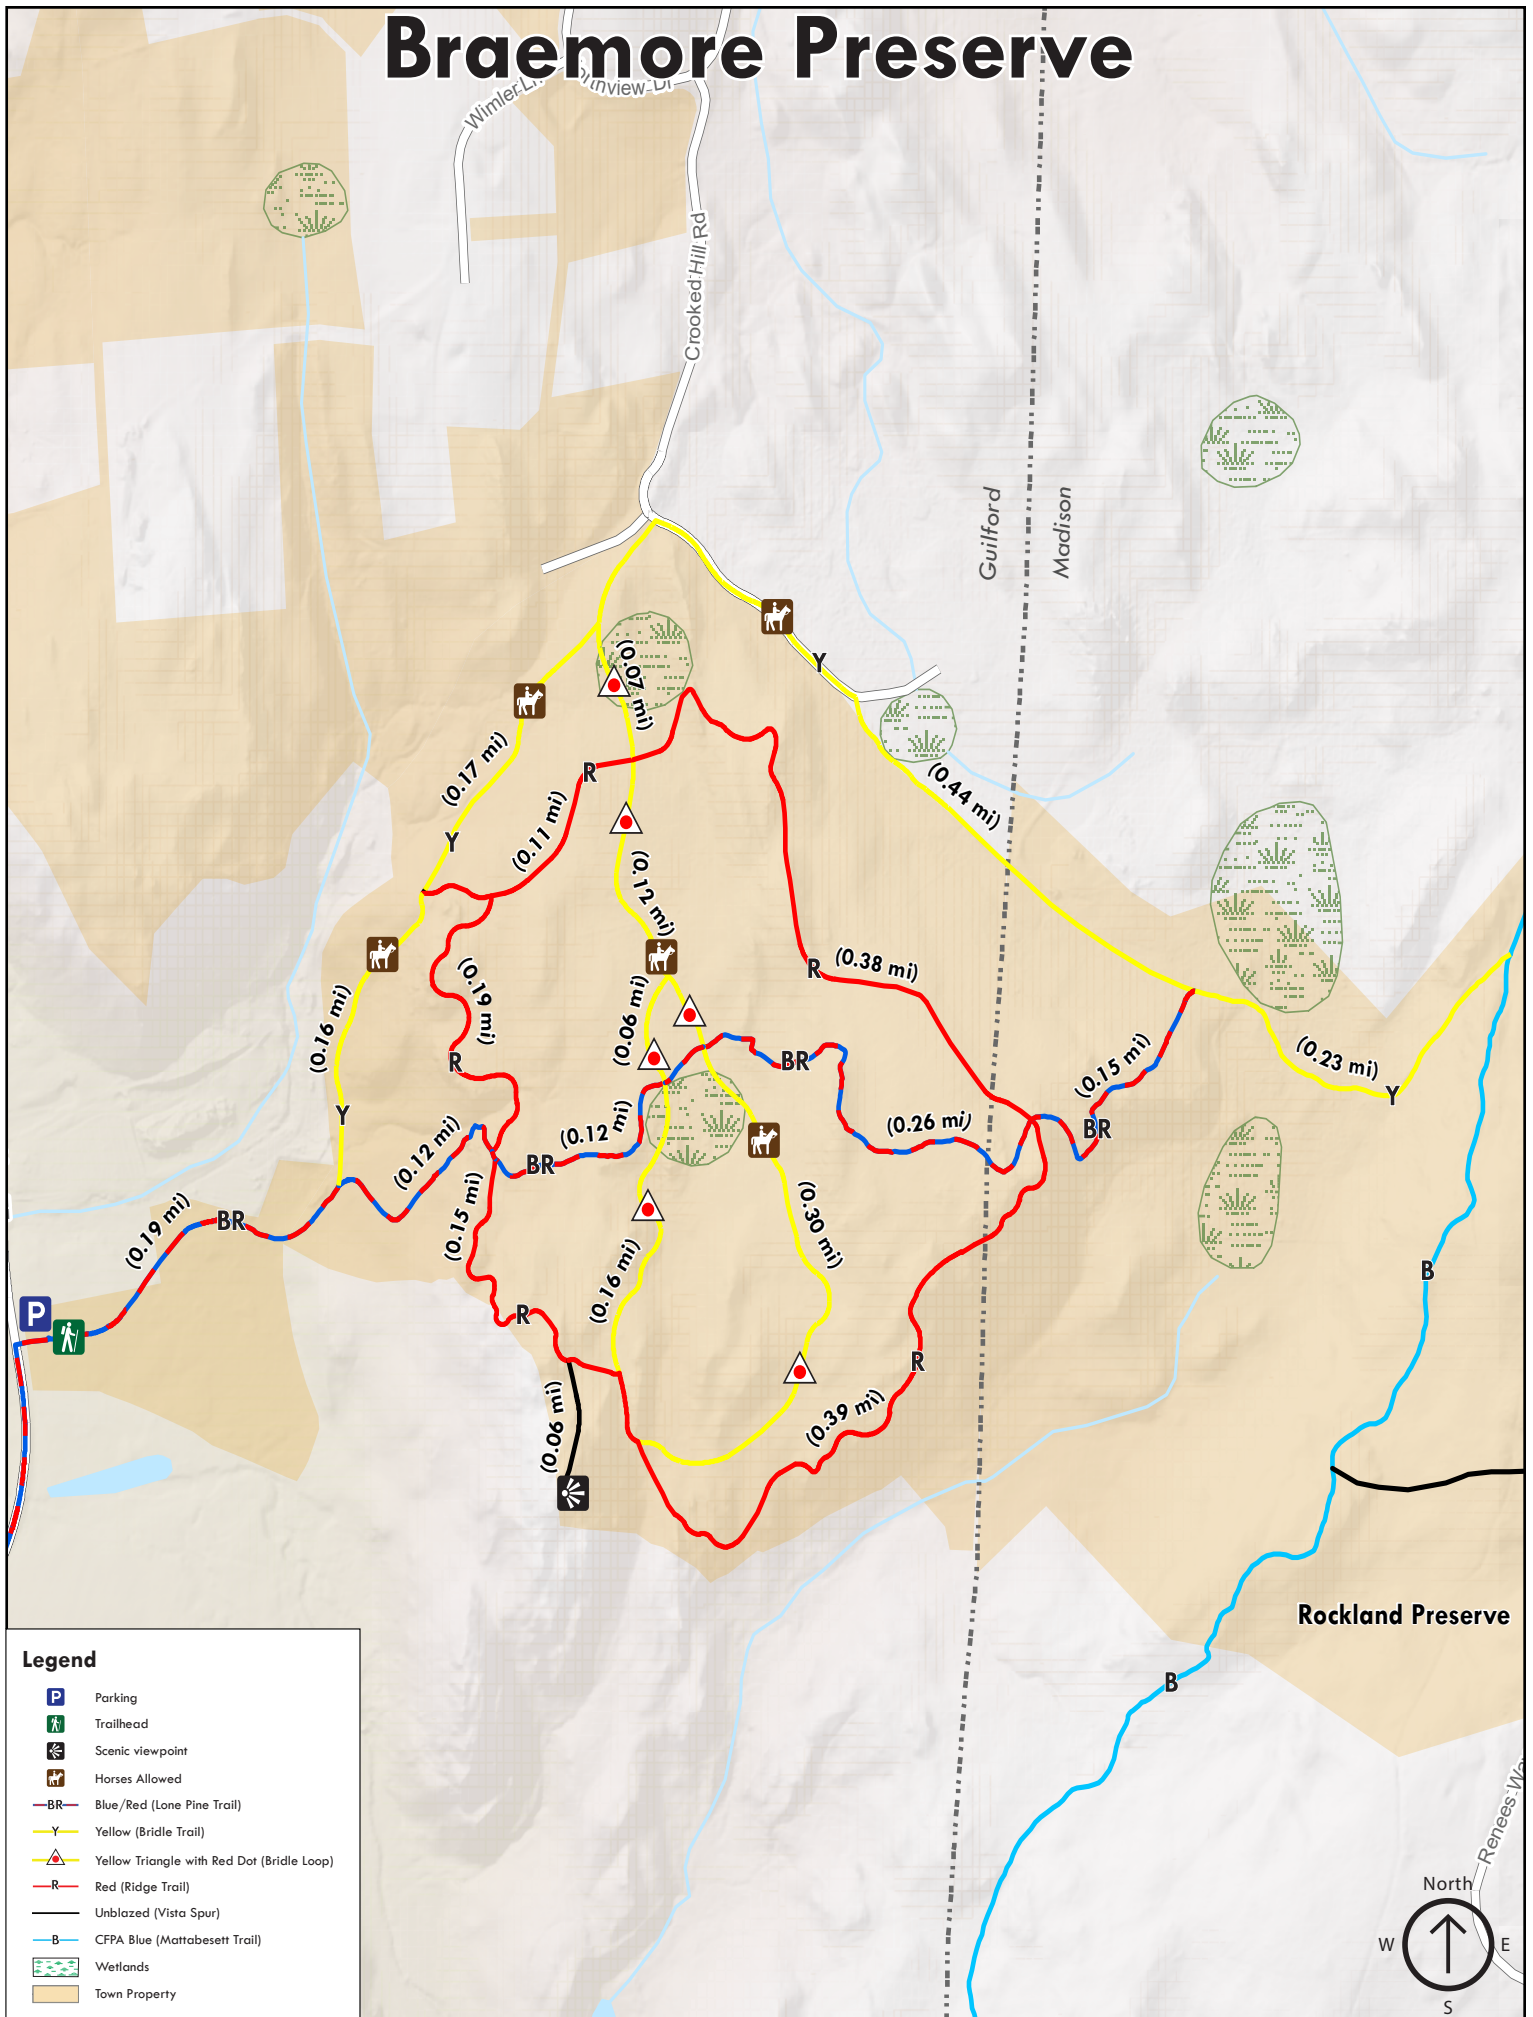 Braemore Preserve
Wimler Ln
orthview Dr
Crooked Hill Rd
Guilford
Madison
(0.07 mi)
Y
(0.17 mi)
R
(0.44 mi)
(0.11 mi)
Y
(0.12 mi)
R
(0.38 mi)
(0.19 mi)
(0.16 mi)
(0.06 mi)
R
BR
(0.15 mi)
(0.23 mi)
Y
Y
(0.12 mi)
(0.12 mi)
(0.26 mi)
BR
BR
(0.19 mi)
BR
(0.15 mi)
(0.30 mi)
(0.16 mi)
B
P
R
R
(0.06 mi)
(0.39 mi)
Rockland Preserve
B
Renees Wa
Legend
P Parking
Trailhead
Scenic viewpoint
Horses Allowed
BR Blue/Red (Lone Pine Trail)
Y Yellow (Bridle Trail)
Yellow Triangle with Red Dot (Bridle Loop)
R Red (Ridge Trail)
Unblazed (Vista Spur)
B CFPA Blue (Mattabesett Trail)
Wetlands
Town Property
North
W E
S